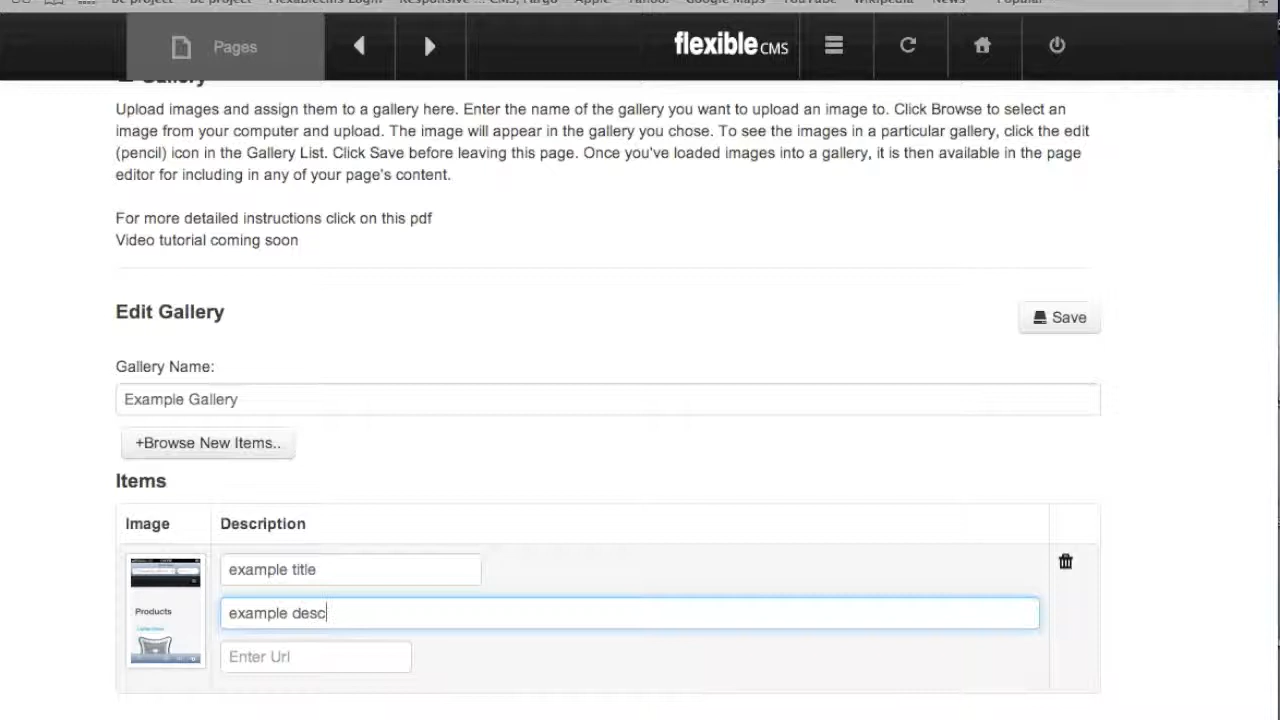 Pages
flexible CMS
Gallery
Upload images and assign them to a gallery here. Enter the name of the gallery you want to upload an image to. Click Browse to select an
image from your computer and upload. The image will appear in the gallery you chose. To see the images in a particular gallery, click the edit
(pencil) icon in the Gallery List. Click Save before leaving this page. Once you've loaded images into a gallery, it is then available in the page
editor for including in any of your page's content.
For more detailed instructions click on this pdf
Video tutorial coming soon
Edit Gallery
Save
Gallery Name:
Example Gallery
+Browse New Items..
Items
Image Description
example title
Products
example desc
Enter Url